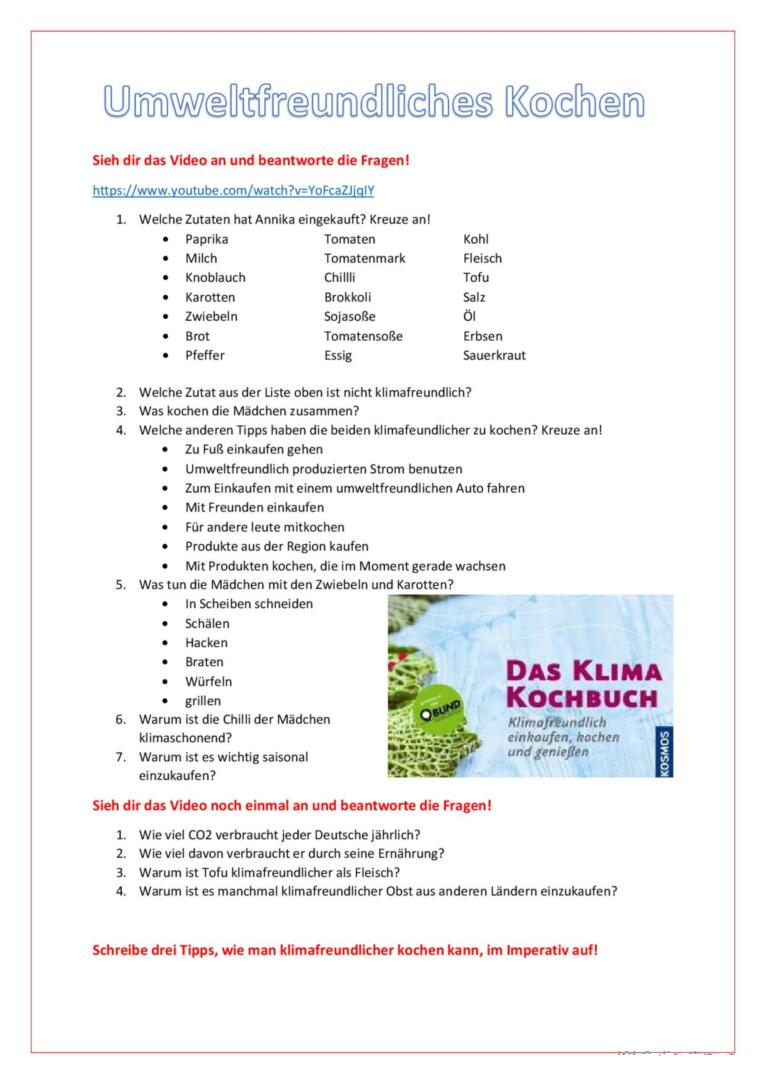 Umweltfreundliches Kochen
Sieh dir das Video an und beantworte die Fragen!
https://www.youtube.com/watch?v=YoFcaZJjqIY
1. Welche Zutaten hat Annika eingekauft? Kreuze an!
• Paprika Tomaten Kohl
• Milch Tomatenmark Fleisch
• Knoblauch Chillli Tofu
• Karotten Brokkoli Salz
• Zwiebeln Sojasoße Öl
• Brot Tomatensoße Erbsen
• Pfeffer Essig Sauerkraut
2. Welche Zutat aus der Liste oben ist nicht klimafreundlich?
3. Was kochen die Mädchen zusammen?
4. Welche anderen Tipps haben die beiden klimafeundlicher zu kochen? Kreuze an!
• Zu Fuß einkaufen gehen
• Umweltfreundlich produzierten Strom benutzen
• Zum Einkaufen mit einem umweltfreundlichen Auto fahren
• Mit Freunden einkaufen
• Für andere leute mitkochen
• Produkte aus der Region kaufen
• Mit Produkten kochen, die im Moment gerade wachsen
5. Was tun die Mädchen mit den Zwiebeln und Karotten?
• In Scheiben schneiden
• Schälen
• Hacken
• Braten
• Würfeln
• grillen
6. Warum ist die Chilli der Mädchen
klimaschonend?
7. Warum ist es wichtig saisonal
einzukaufen?
DAS KLIMA
KOCHBUCH
Klimafreundlich
einkaufen, kochen
und genießen
BUND
KOSMOS
Sieh dir das Video noch einmal an und beantworte die Fragen!
1. Wie viel CO2 verbraucht jeder Deutsche jährlich?
2. Wie viel davon verbraucht er durch seine Ernährung?
3. Warum ist Tofu klimafreundlicher als Fleisch?
4. Warum ist es manchmal klimafreundlicher Obst aus anderen Ländern einzukaufen?
Schreibe drei Tipps, wie man klimafreundlicher kochen kann, im Imperativ auf!